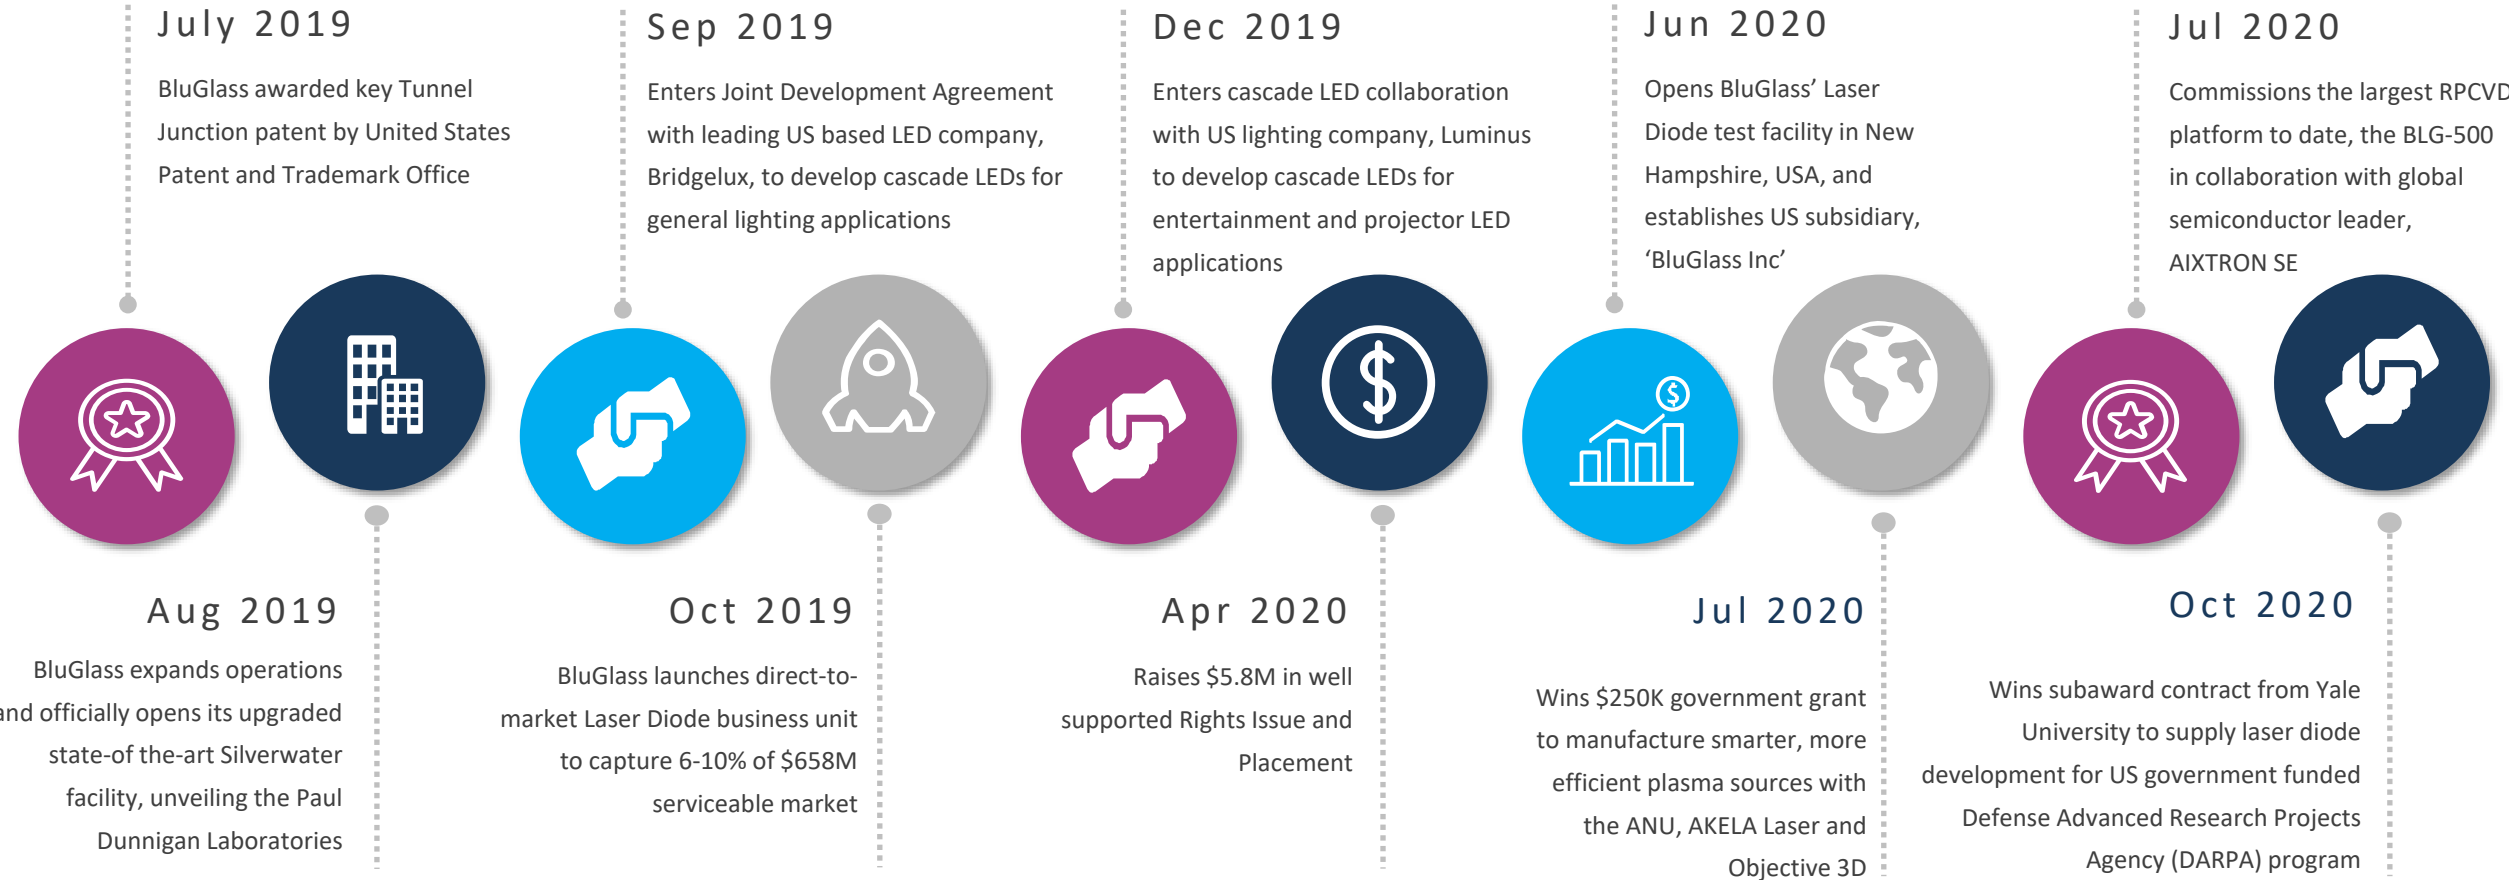 July 2019
BluGlass awarded key Tunnel
Junction patent by United States
Patent and Trademark Office
Sep 2019
Enters Joint Development Agreement
with leading US based LED company,
Bridgelux, to develop cascade LEDs for
general lighting applications
Dec 2019
Enters cascade LED collaboration
with US lighting company, Luminus
to develop cascade LEDs for
entertainment and projector LED
applications
Jun 2020
Opens BluGlass’ Laser
Diode test facility in New
Hampshire, USA, and
establishes US subsidiary,
‘BluGlass Inc’
Jul 2020
Commissions the largest RPCVD
platform to date, the BLG-500
in collaboration with global
semiconductor leader,
AIXTRON SE
$
$
Aug 2019
BluGlass expands operations
and officially opens its upgraded
state-of the-art Silverwater
facility, unveiling the Paul
Dunnigan Laboratories
Oct 2019
BluGlass launches direct-to-
market Laser Diode business unit
to capture 6-10% of $658M
serviceable market
Apr 2020
Raises $5.8M in well
supported Rights Issue and
Placement
Jul 2020
Wins $250K government grant
to manufacture smarter, more
efficient plasma sources with
the ANU, AKELA Laser and
Objective 3D
Oct 2020
Wins subaward contract from Yale
University to supply laser diode
development for US government funded
Defense Advanced Research Projects
Agency (DARPA) program